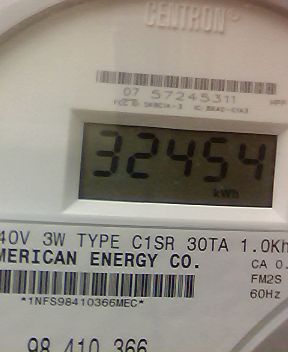 CENTRON®
07 57245311
32454
kWh
40V 3W TYPE C1SR 30TA 1.0Kh
MERICAN ENERGY CO.
CA 0.
FM2S
*1NFS98410366MEC*
60Hz
98 410 366